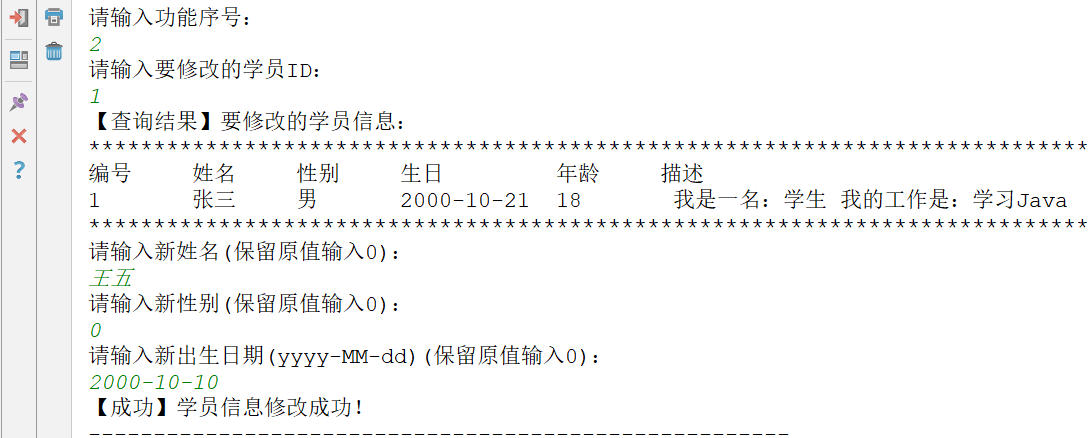 请输入功能序号：
2
请输入要修改的学员ID：
1
【查询结果】要修改的学员信息：
*****************************************************************************
编号 姓名 性别 生日 年龄 描述
1 张三 男 2000-10-21 18 我是一名：学生 我的工作是：学习Java
*****************************************************************************
请输入新姓名(保留原值输入0)：
王五
请输入新性别(保留原值输入0)：
0
请输入新出生日期(yyyy-MM-dd)(保留原值输入0)：
2000-10-10
【成功】学员信息修改成功！
------------------------------------------------------